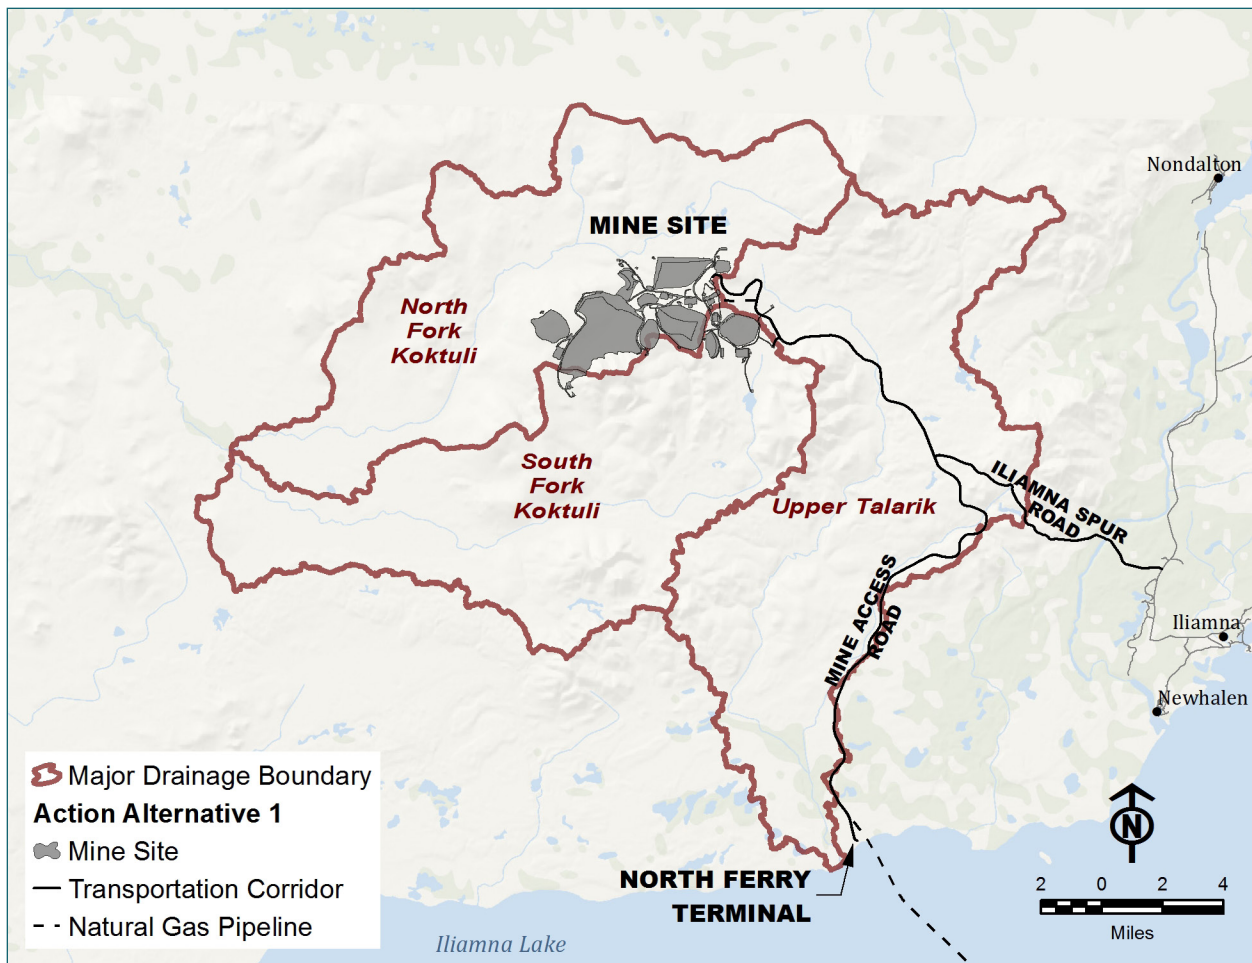 Nondalton
MINE SITE
North
Fork
Koktuli
South
Fork
Koktuli
Upper Talarik
ILIAMNA SPUR
ROAD
MINE ACCESS
ROAD
Iliamna
Newhalen
Major Drainage Boundary
Action Alternative 1
Mine Site
Transportation Corridor
Natural Gas Pipeline
NORTH FERRY
TERMINAL
Iliamna Lake
N
2 0 2 4
Miles